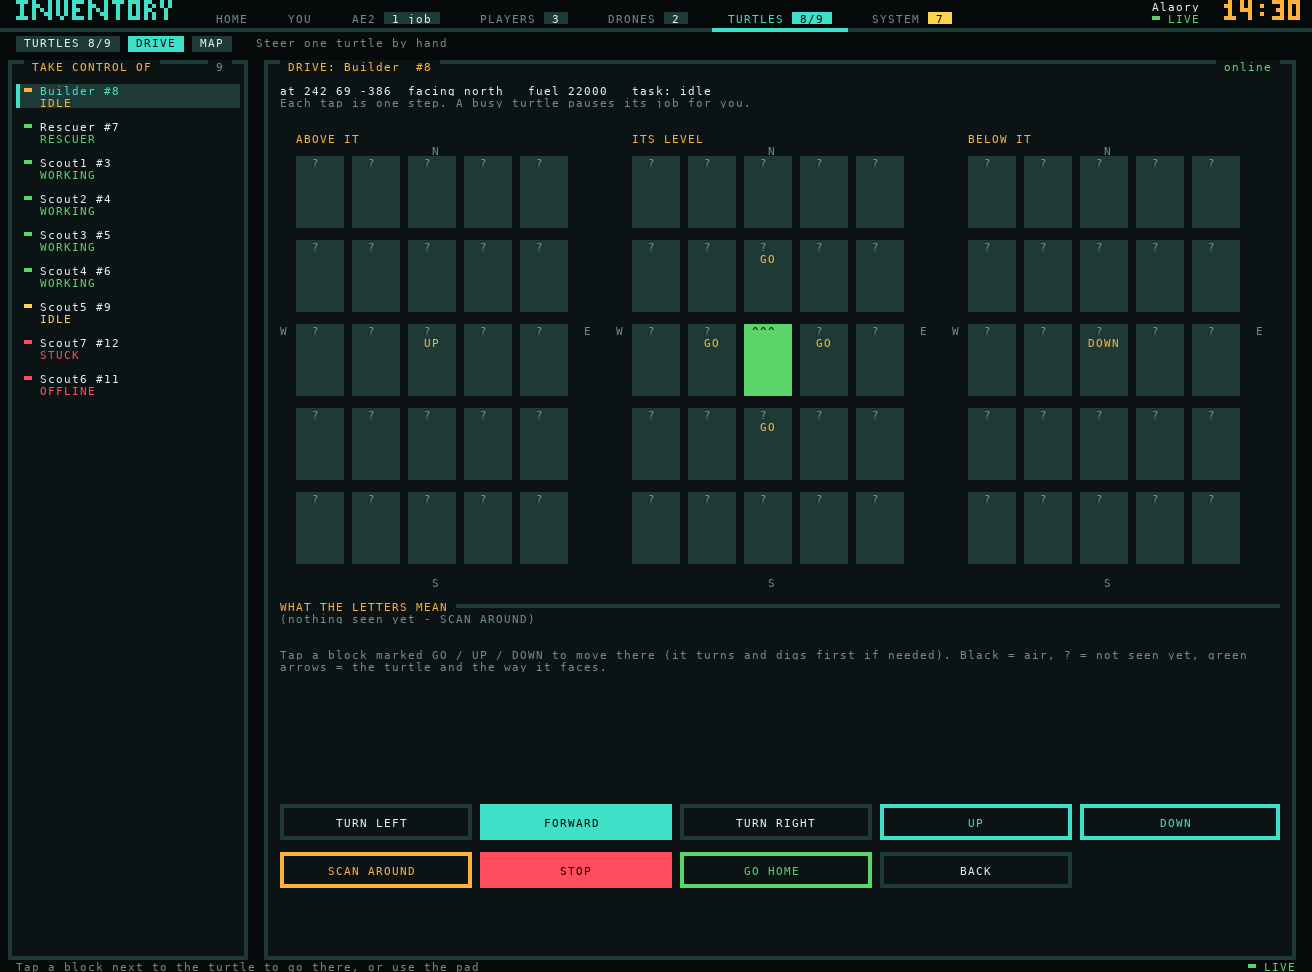 INVENTORY HOME YOU AE2 1 job PLAYERS 3 DRONES 2 TURTLES 8/9 SYSTEM 7 Alaory LIVE 14:30
TURTLES 8/9 DRIVE MAP Steer one turtle by hand
TAKE CONTROL OF 9
Builder #8
IDLE
Rescuer #7
RESCUER
Scout1 #3
WORKING
Scout2 #4
WORKING
Scout3 #5
WORKING
Scout4 #6
WORKING
Scout5 #9
IDLE
Scout7 #12
STUCK
Scout6 #11
OFFLINE
DRIVE: Builder #8 online
at 242 69 -386 facing north fuel 22000 task: idle
Each tap is one step. A busy turtle pauses its job for you.
ABOVE IT ITS LEVEL BELOW IT
N N N
? ? ? ? ? ? ? ? ? ? ? ? ? ? ?
? ? ? ? ? ? ? ? ? ? ? ? ? ? ?
GO
W ? ? ? ? ? E W ? ? ^^^ ? ? E W ? ? ? ? ? E
UP GO GO DOWN
? ? ? ? ? ? ? ? ? ? ? ? ? ? ?
GO
? ? ? ? ? ? ? ? ? ? ? ? ? ? ?
S S S
WHAT THE LETTERS MEAN
(nothing seen yet - SCAN AROUND)
Tap a block marked GO / UP / DOWN to move there (it turns and digs first if needed). Black = air, ? = not seen yet, green
arrows = the turtle and the way it faces.
TURN LEFT FORWARD TURN RIGHT UP DOWN
SCAN AROUND STOP GO HOME BACK
Tap a block next to the turtle to go there, or use the pad LIVE